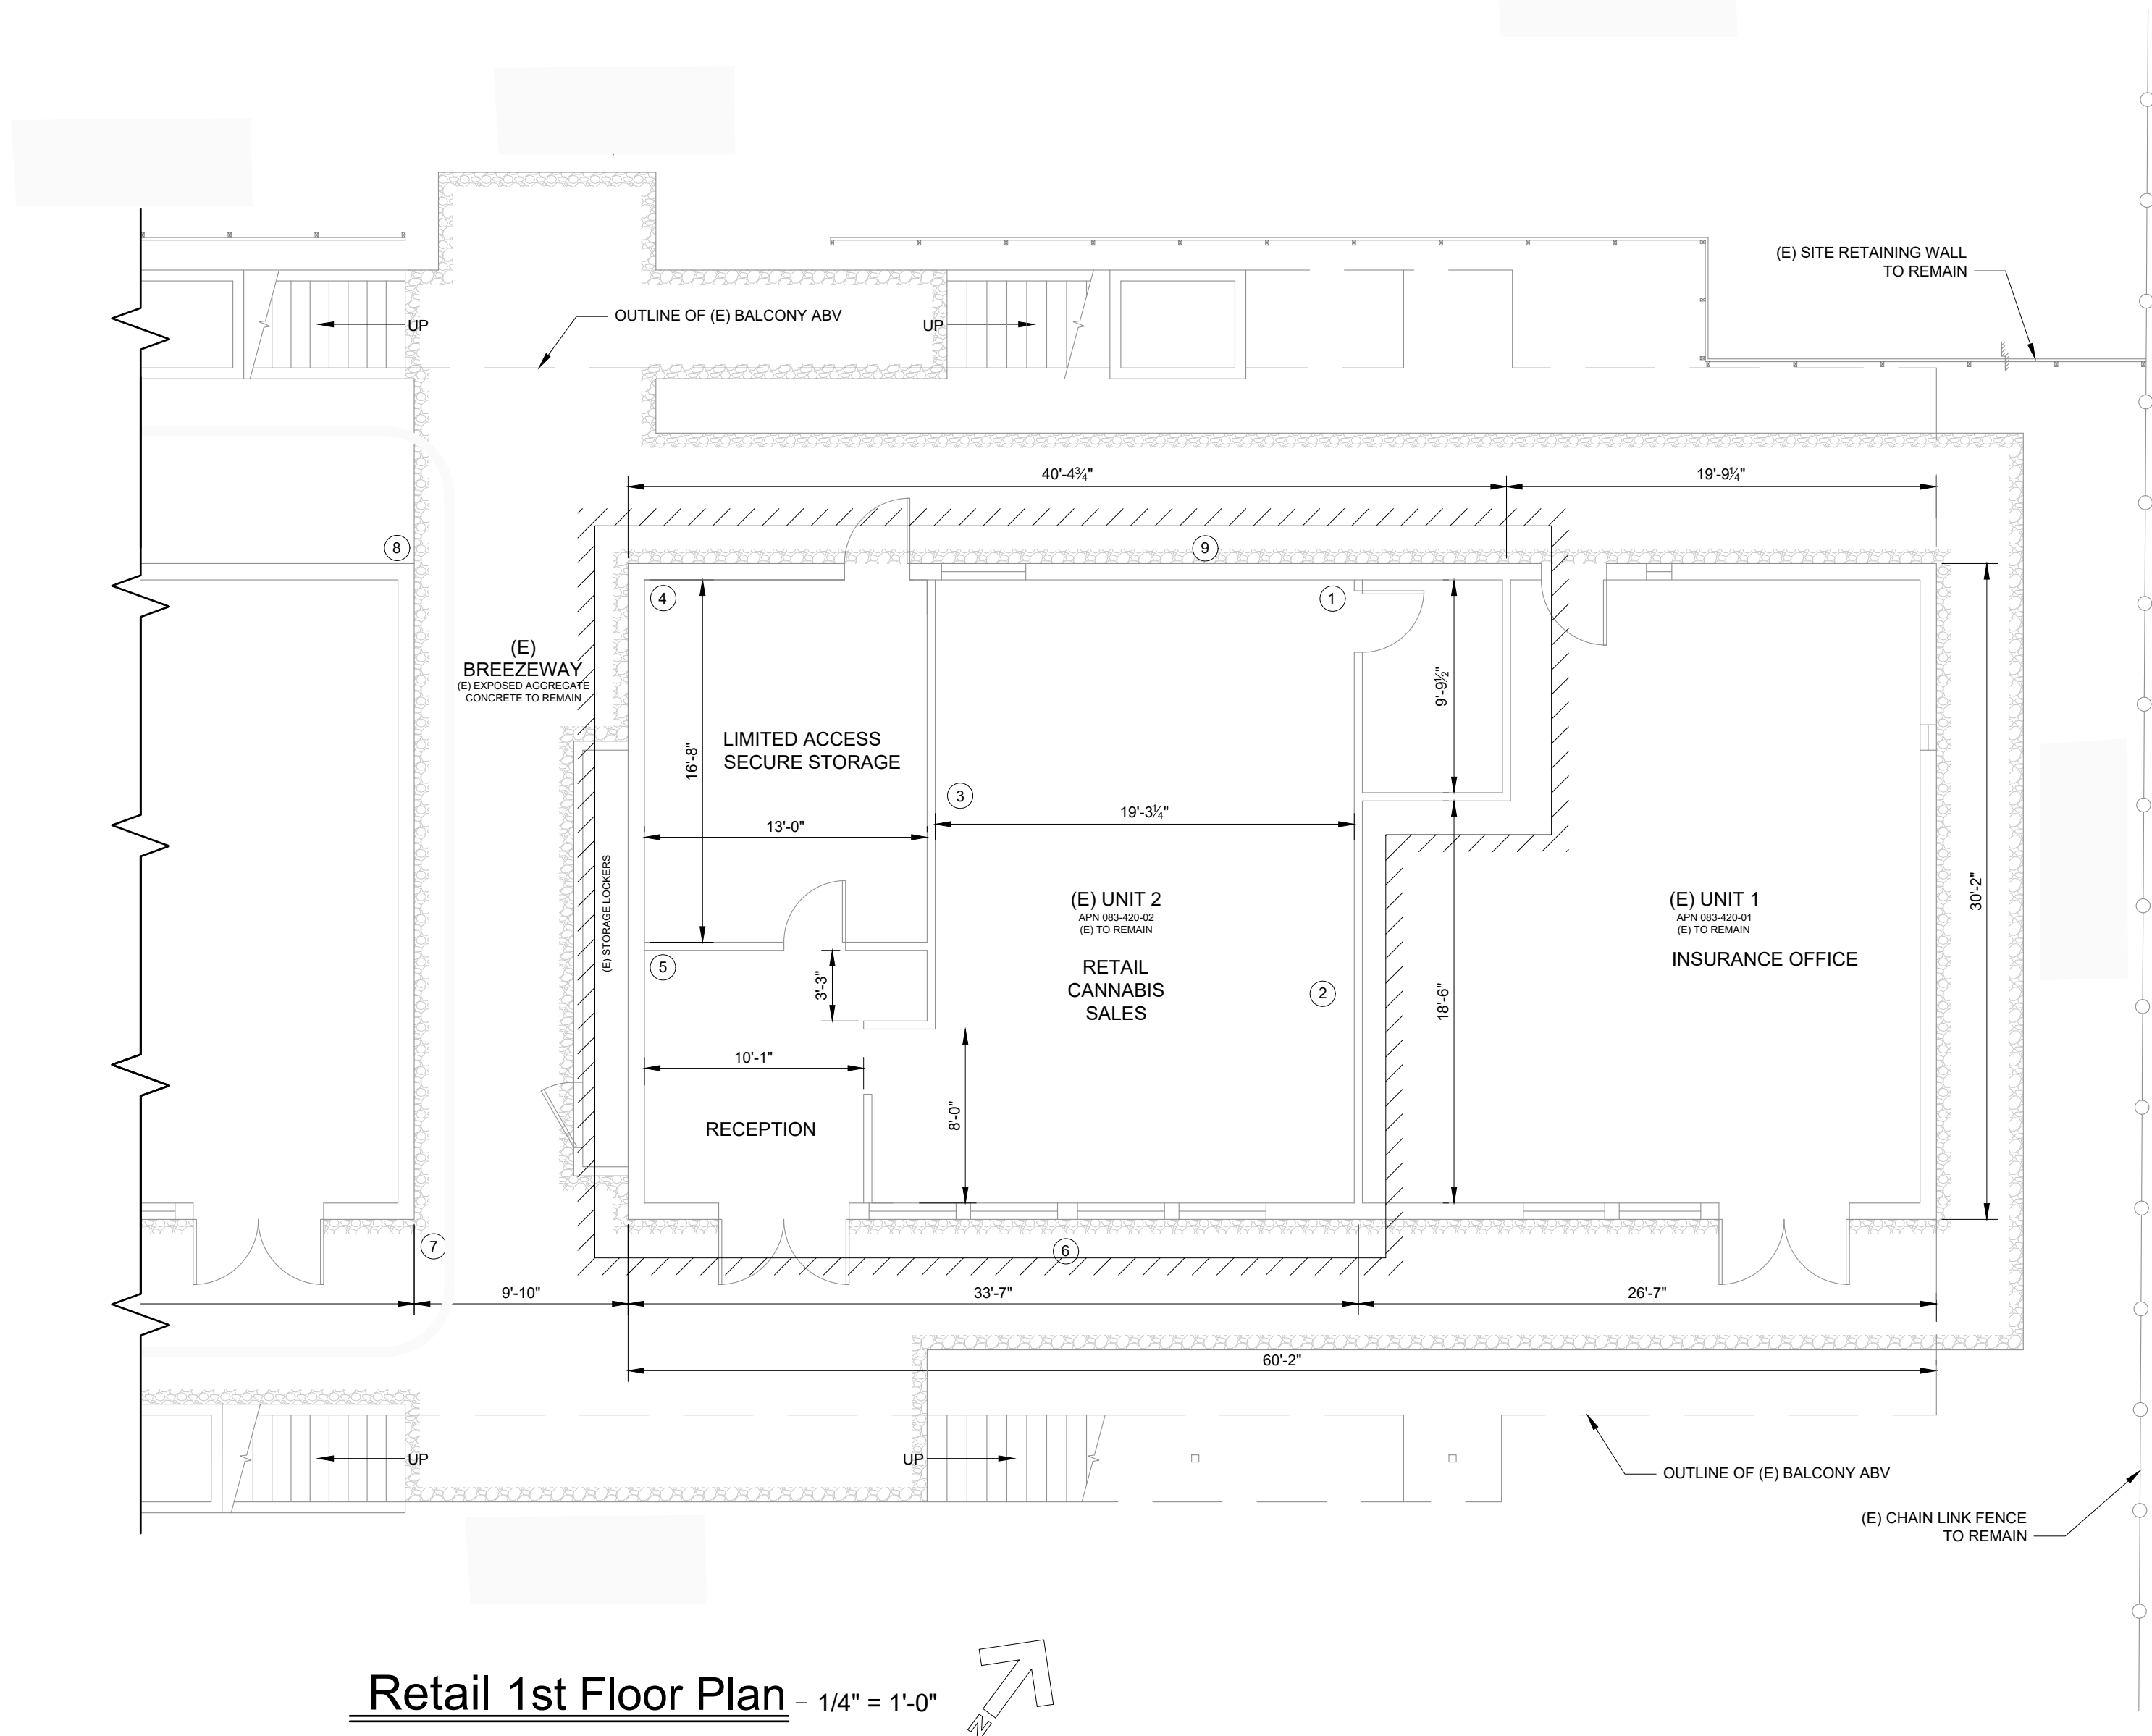 (E) SITE RETAINING WALL
TO REMAIN
OUTLINE OF (E) BALCONY ABV
UP
UP
40'-4¾"
19'-9¼"
8
9
4
1
(E)
BREEZEWAY
(E) EXPOSED AGGREGATE
CONCRETE TO REMAIN
9'-9½"
LIMITED ACCESS
SECURE STORAGE
16'-8"
3
13'-0"
19'-3¼"
(E) STORAGE LOCKERS
(E) UNIT 2
APN 083-420-02
(E) TO REMAIN
RETAIL
CANNABIS
SALES
(E) UNIT 1
APN 083-420-01
(E) TO REMAIN
INSURANCE OFFICE
30'-2"
5
3'-3"
2
18'-6"
10'-1"
8'-0"
RECEPTION
7
6
9'-10"
33'-7"
26'-7"
60'-2"
UP
UP
OUTLINE OF (E) BALCONY ABV
(E) CHAIN LINK FENCE
TO REMAIN
Retail 1st Floor Plan - 1/4" = 1'-0"
N